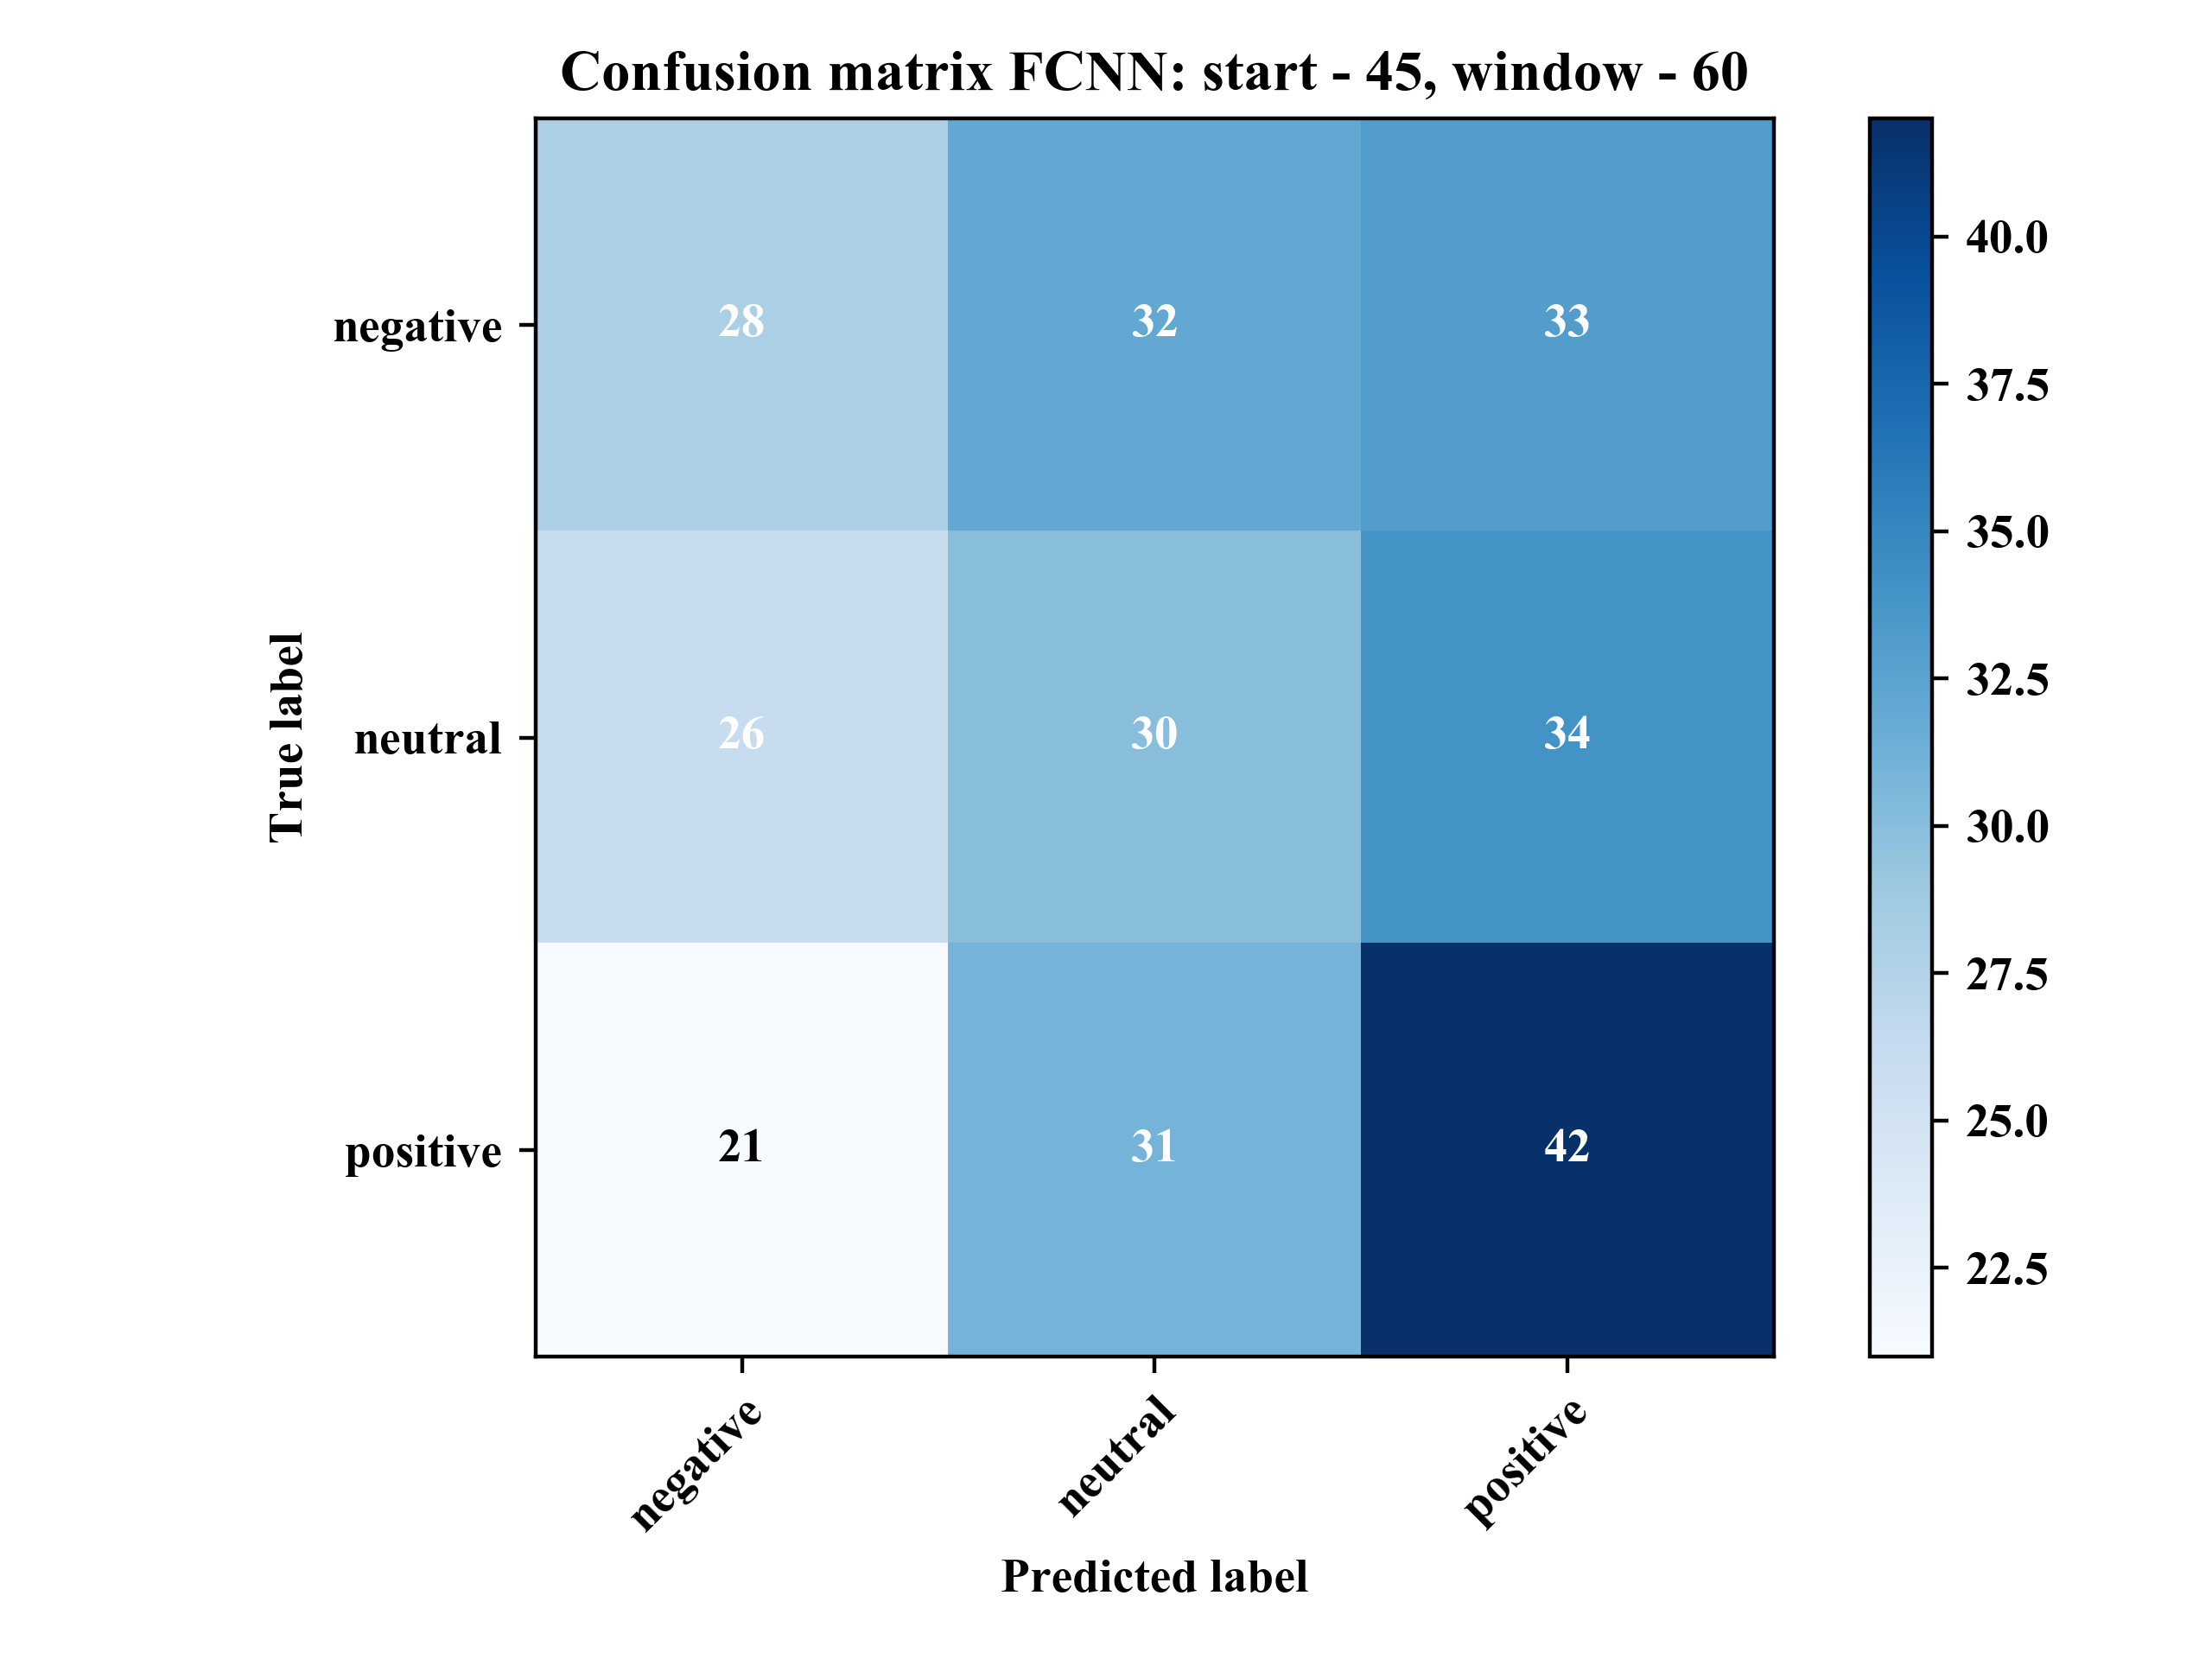 Confusion matrix FCNN: start - 45, window - 60
True label
negative
28
32
33
neutral
26
30
34
positive
21
31
42
negative
neutral
positive
Predicted label
40.0
37.5
35.0
32.5
30.0
27.5
25.0
22.5